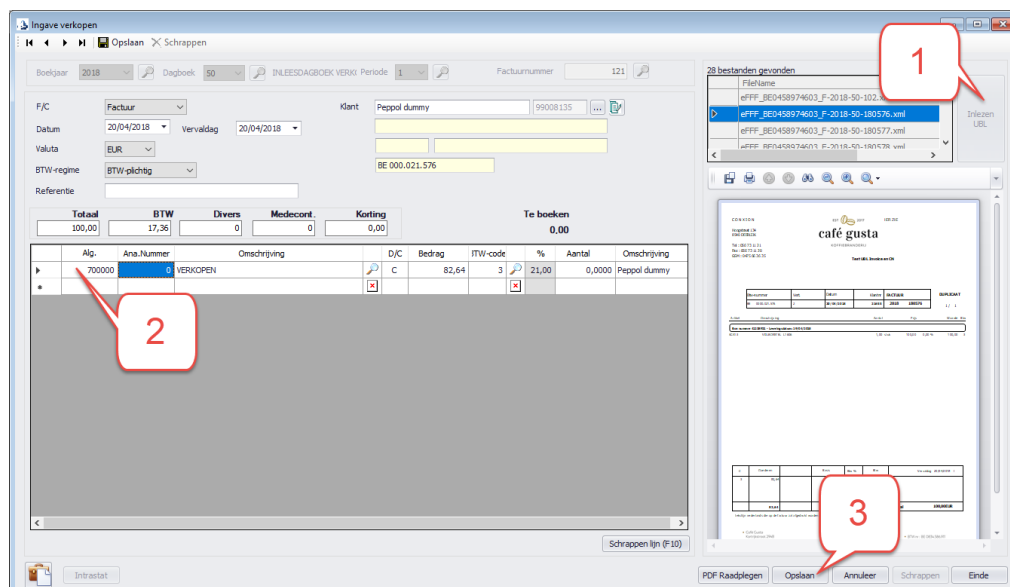 Ingave verkopen
Opslaan Schrappen
Boekjaar 2018 Dagboek 50 INLEESDAGBOEK VERK( Periode 1 Factuurnummer 121
28 bestanden gevonden
FileName
eFFF_BE0458974603_F-2018-50-102.x
eFFF_BE0458974603_F-2018-50-180576.xml
eFFF_BE0458974603_F-2018-50-180577.xml
eFFF_BE0458974603_F-2018-50-180578.xml
Inlezen
UBL
1
F/C Factuur Klant Peppol dummy 99008135 ...
Datum 20/04/2018 Vervaldag 20/04/2018
Valuta EUR
BTW-regime BTW-plichtig BE 000.021.576
Referentie
Totaal BTW Divers Medecont. Korting Te boeken
100,00 17,36 0 0 0,00 0,00
Alg. Ana.Nummer Omschrijving D/C Bedrag ITW-code % Aantal Omschrijving
700000 0 VERKOPEN C 82,64 3 21,00 0,0000 Peppol dummy
2
café gusta
FACTUUR
DUPLICAAT
100,00EUR
3
Schrappen lijn (F10)
Intrastat
PDF Raadplegen Opslaan Annuleer Schrappen Einde